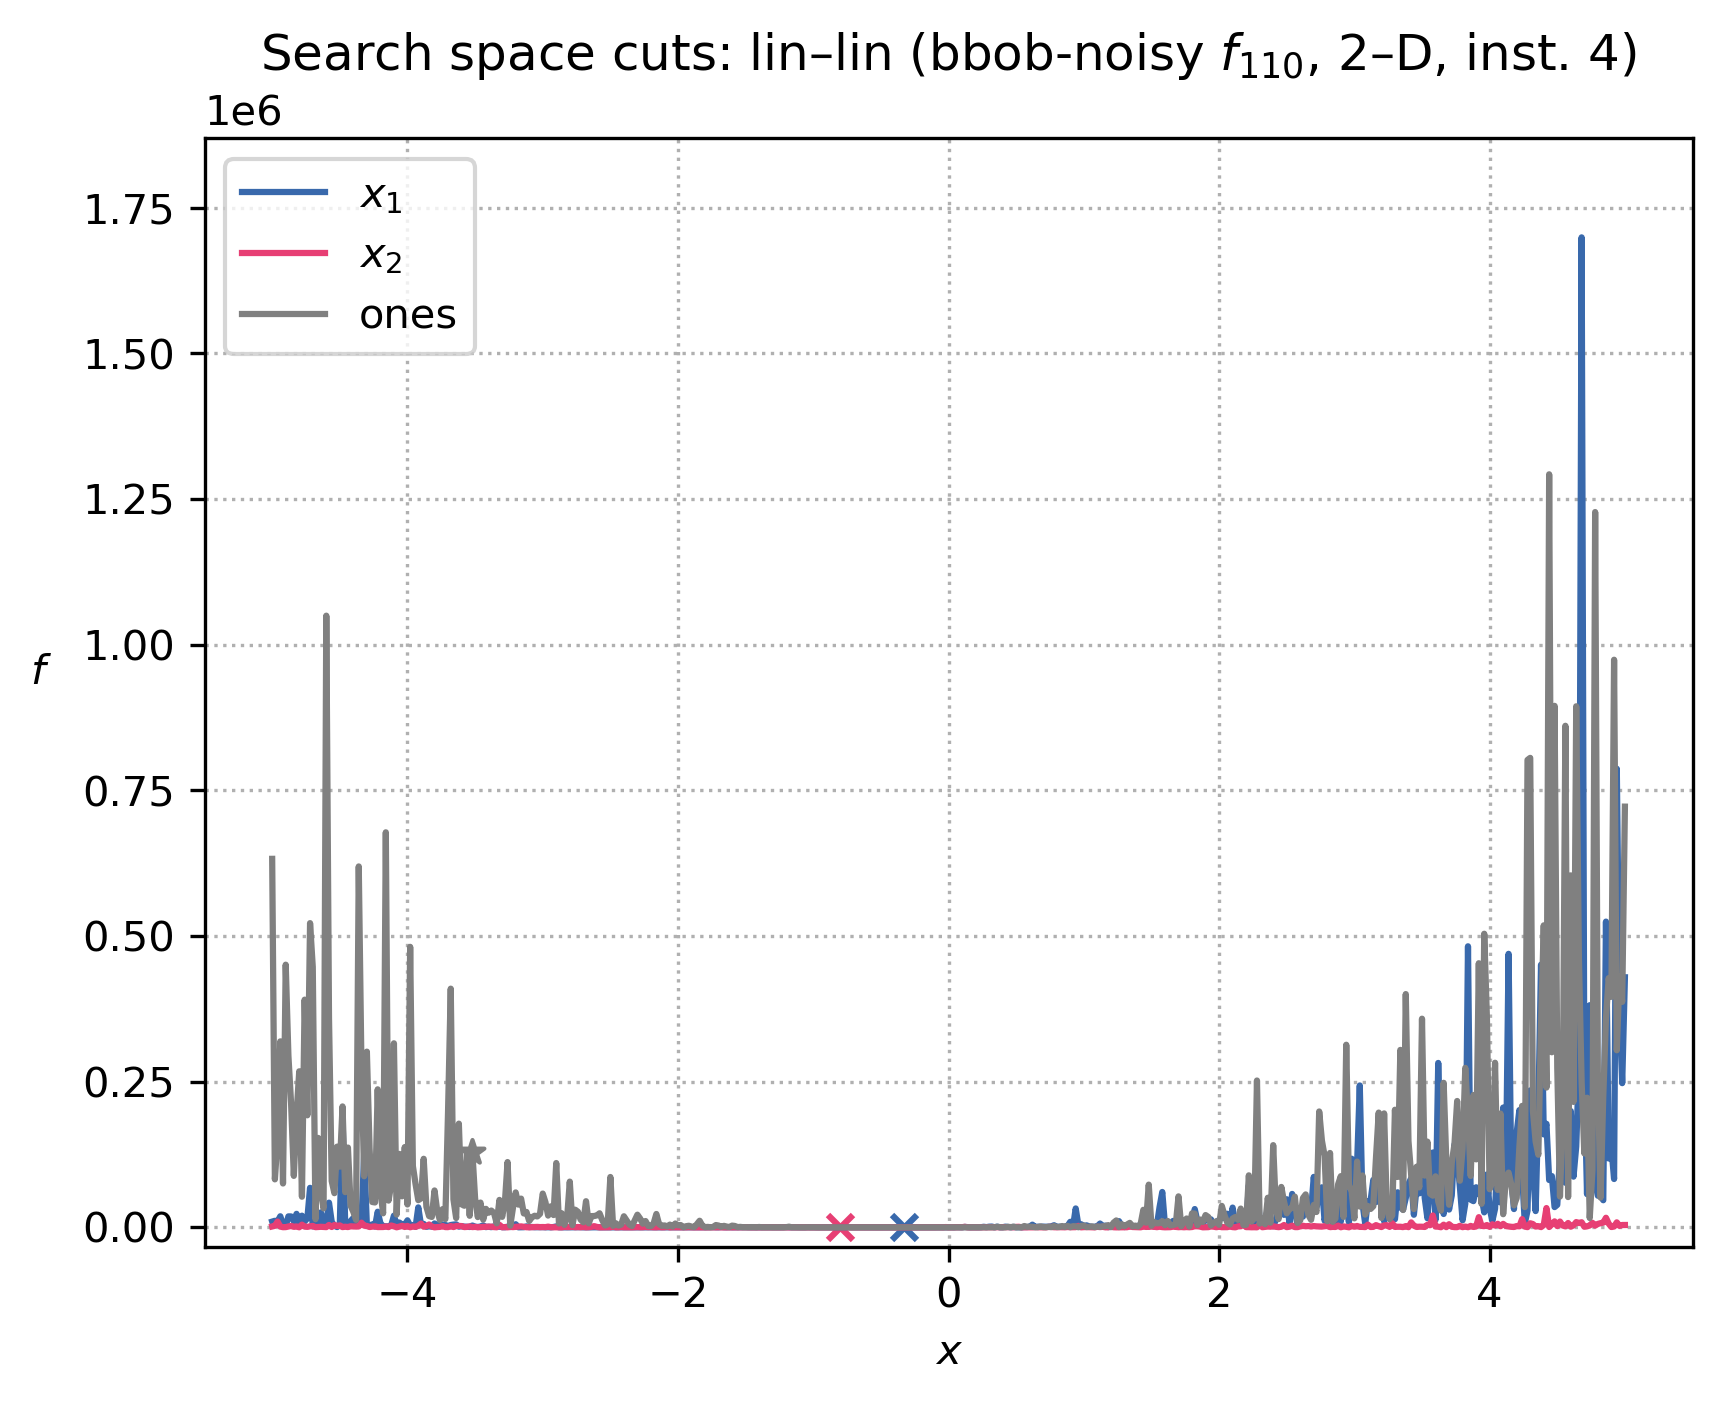 Search space cuts: lin–lin (bbob-noisy f110, 2–D, inst. 4)
1e6
x1
x2
ones
1.75
1.50
1.25
1.00
0.75
0.50
0.25
0.00
f
−4
−2
0
2
4
x